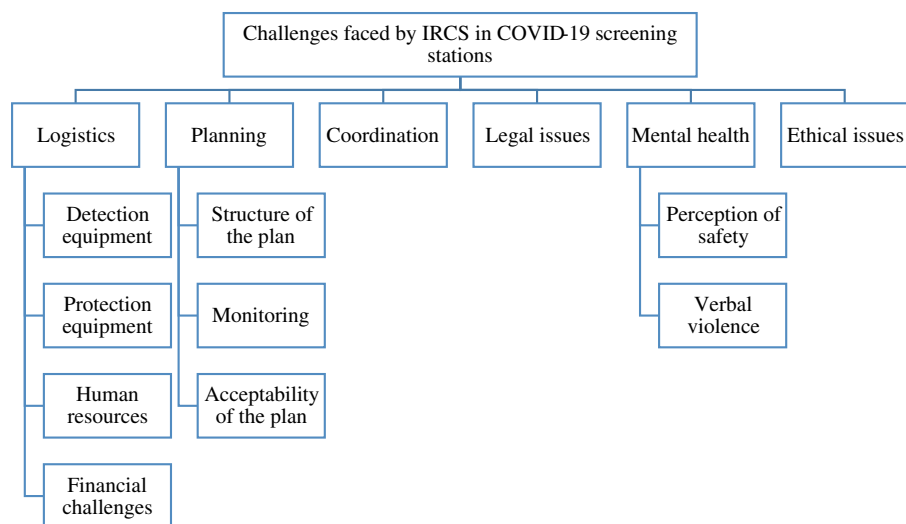 Challenges faced by IRCS in COVID-19 screening
stations
Logistics
Planning
Coordination
Legal issues
Mental health
Ethical issues
Detection
equipment
Protection
equipment
Human
resources
Financial
challenges
Structure of
the plan
Monitoring
Acceptability
of the plan
Perception of
safety
Verbal
violence